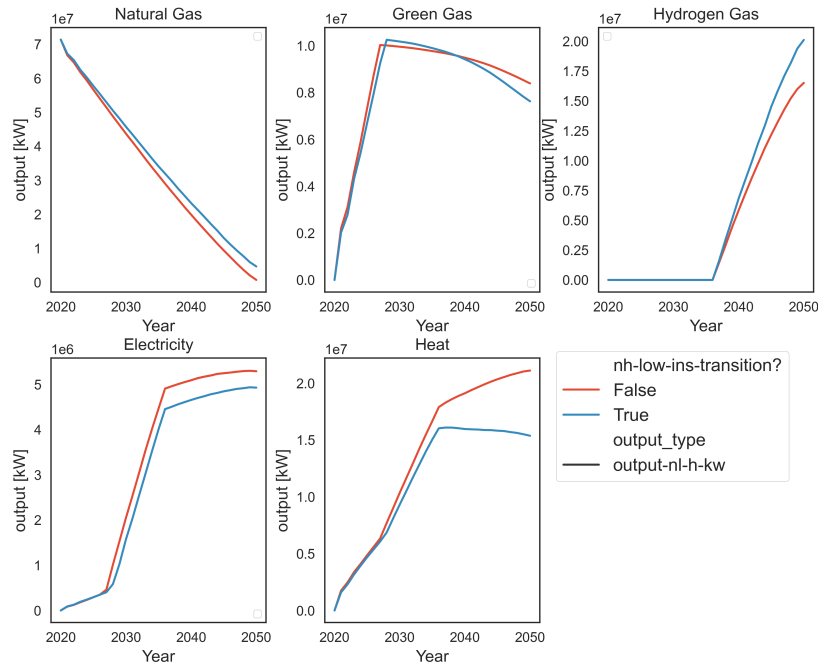 Natural Gas
1e7
7
6
5
4
3
2
1
0
output [kW]
2020 2030 2040 2050
Year
Green Gas
1e7
1.0
0.8
0.6
0.4
0.2
0.0
output [kW]
2020 2030 2040 2050
Year
Hydrogen Gas
1e7
2.00
1.75
1.50
1.25
1.00
0.75
0.50
0.25
0.00
output [kW]
2020 2030 2040 2050
Year
Electricity
1e6
5
4
3
2
1
0
output [kW]
2020 2030 2040 2050
Year
Heat
1e7
2.0
1.5
1.0
0.5
0.0
output [kW]
2020 2030 2040 2050
Year
nh-low-ins-transition?
False
True
output_type
output-nl-h-kw